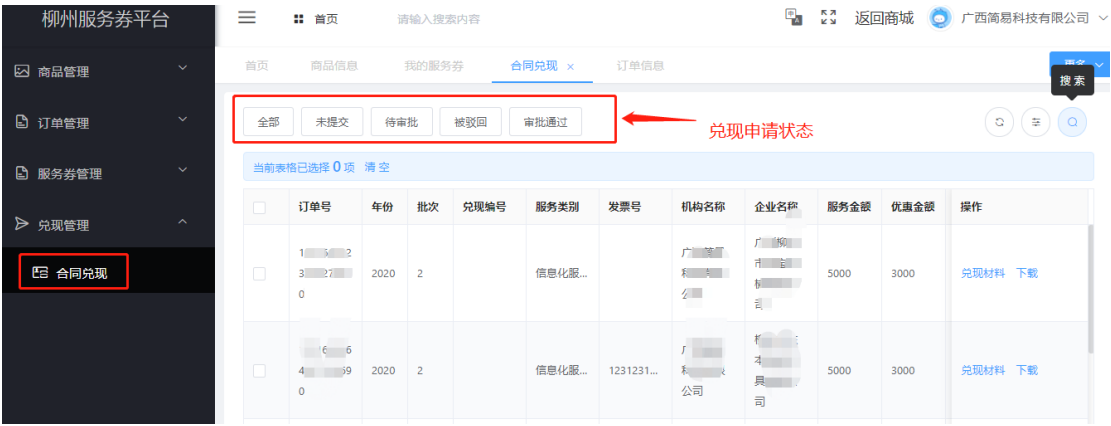 柳州服务券平台
首页
请输入搜索内容
返回商城
广西简易科技有限公司
商品管理
订单管理
服务券管理
兑现管理
合同兑现
首页
商品信息
我的服务券
合同兑现 ×
订单信息
搜索
全部
未提交
待审批
被驳回
审批通过
兑现申请状态
当前表格已选择 0 项 清空
订单号 年份 批次 兑现编号 服务类别 发票号 机构名称 企业名称 服务金额 优惠金额 操作
2020 2 信息化服... 5000 3000 兑现材料 下载
2020 2 信息化服... 1231231... 公司 5000 3000 兑现材料 下载